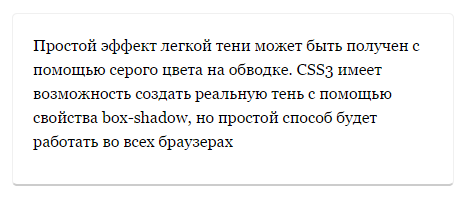 Простой эффект легкой тени может быть получен с
помощью серого цвета на обводке. CSS3 имеет
возможность создать реальную тень с помощью
свойства box-shadow, но простой способ будет
работать во всех браузерах